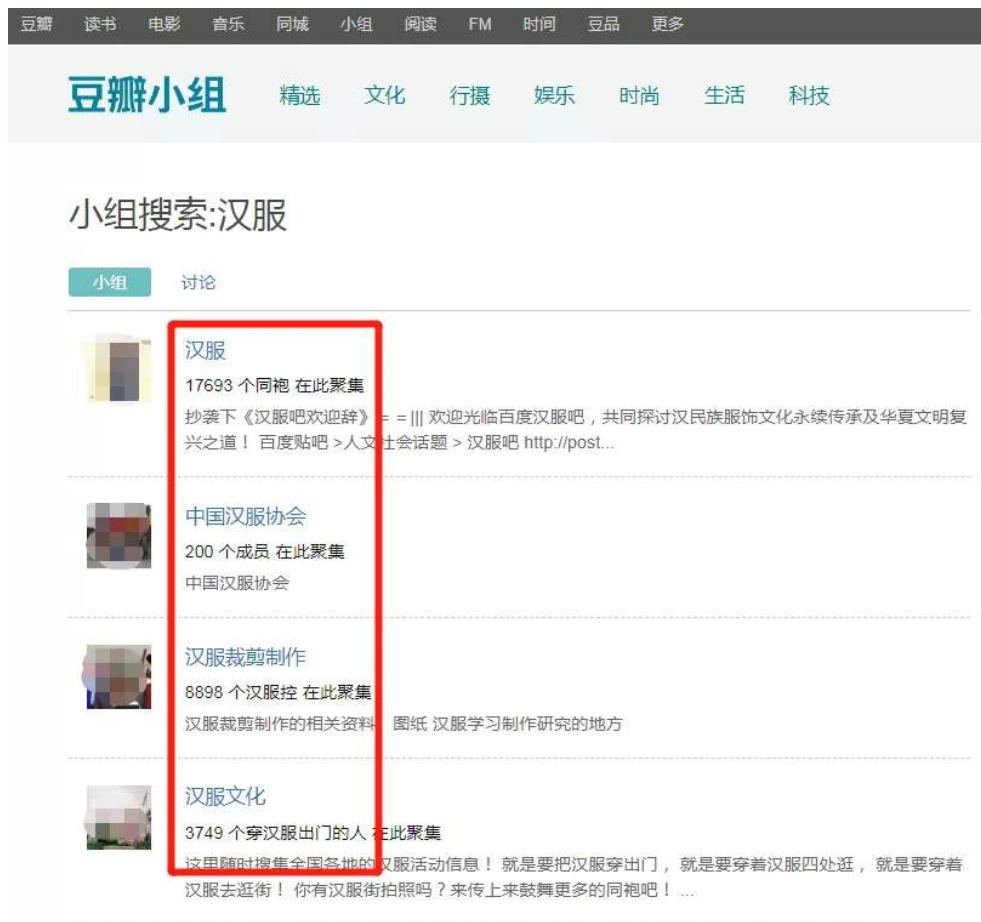 豆瓣 读书 电影 音乐 同城 小组 阅读 FM 时间 豆品 更多
豆瓣小组 精选 文化 行摄 娱乐 时尚 生活 科技
小组搜索:汉服
小组 讨论
汉服
17693 个同袍 在此聚集
抄袭下《汉服吧欢迎辞》= = ||| 欢迎光临百度汉服吧，共同探讨汉民族服饰文化永续传承及华夏文明复
兴之道！ 百度贴吧 >人文社会话题 > 汉服吧 http://post...
中国汉服协会
200 个成员 在此聚集
中国汉服协会
汉服裁剪制作
8898 个汉服控 在此聚集
汉服裁剪制作的相关资料 图纸 汉服学习制作研究的地方
汉服文化
3749 个穿汉服出门的人 在此聚集
这里随时搜集全国各地的汉服活动信息！ 就是要把汉服穿出门， 就是要穿着汉服四处逛， 就是要穿着
汉服去逛街！ 你有汉服街拍照吗？来传上来鼓舞更多的同袍吧！ ...